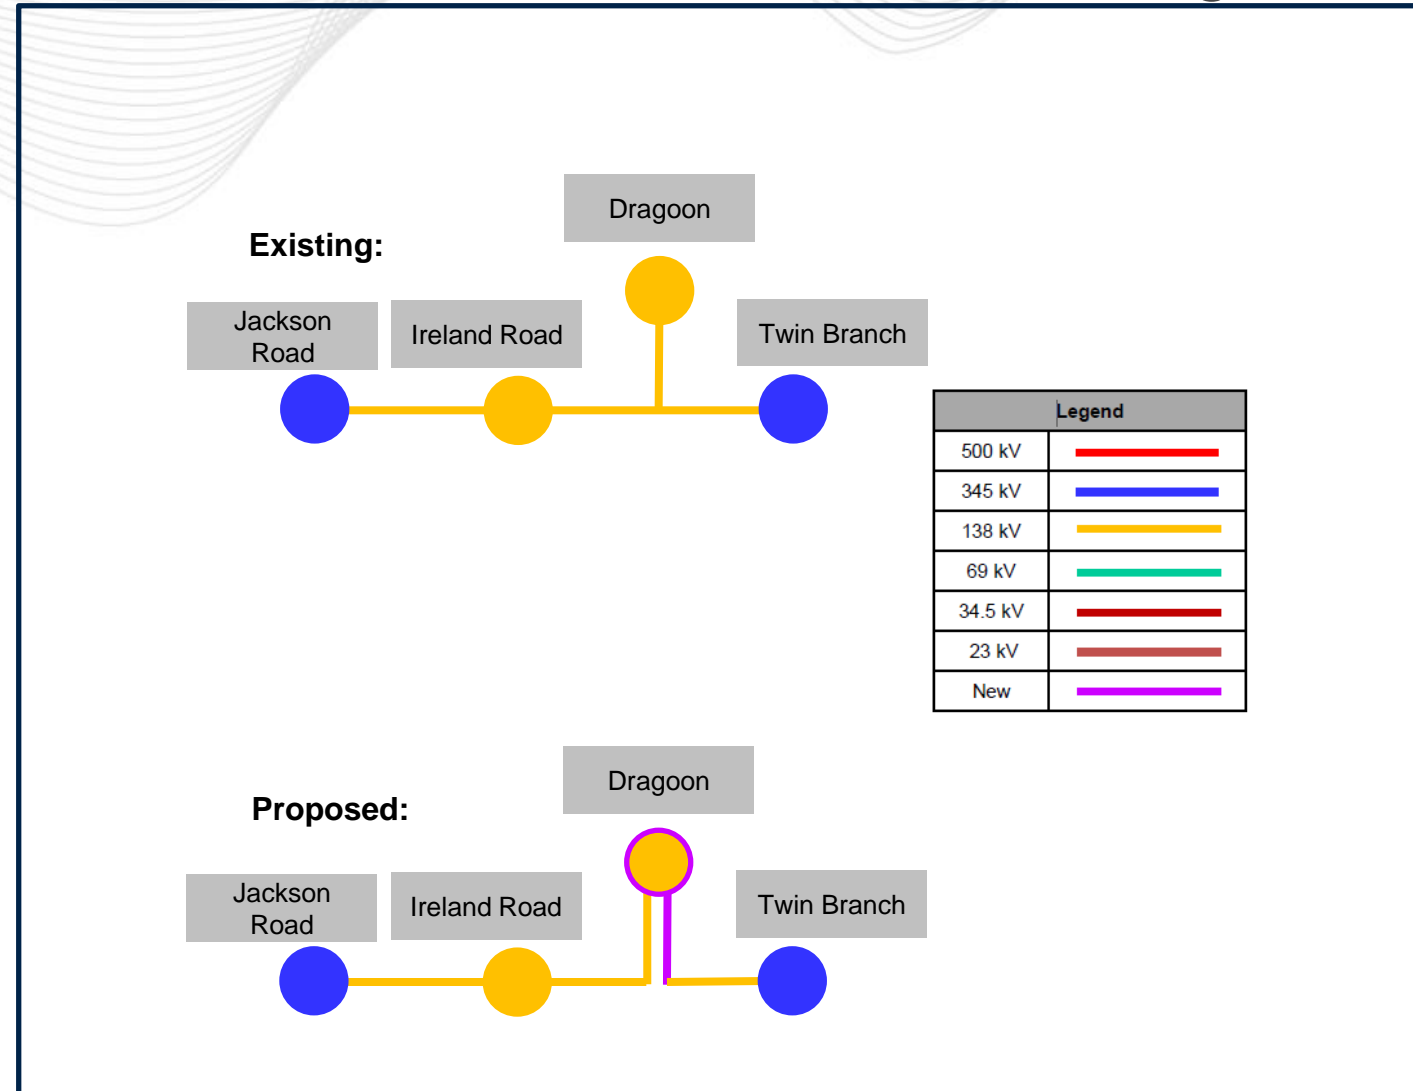 Dragoon
Existing:
Jackson
Road
Ireland Road
Twin Branch
Legend
500 kV
345 kV
138 kV
69 kV
34.5 kV
23 kV
New
Dragoon
Proposed:
Jackson
Road
Ireland Road
Twin Branch